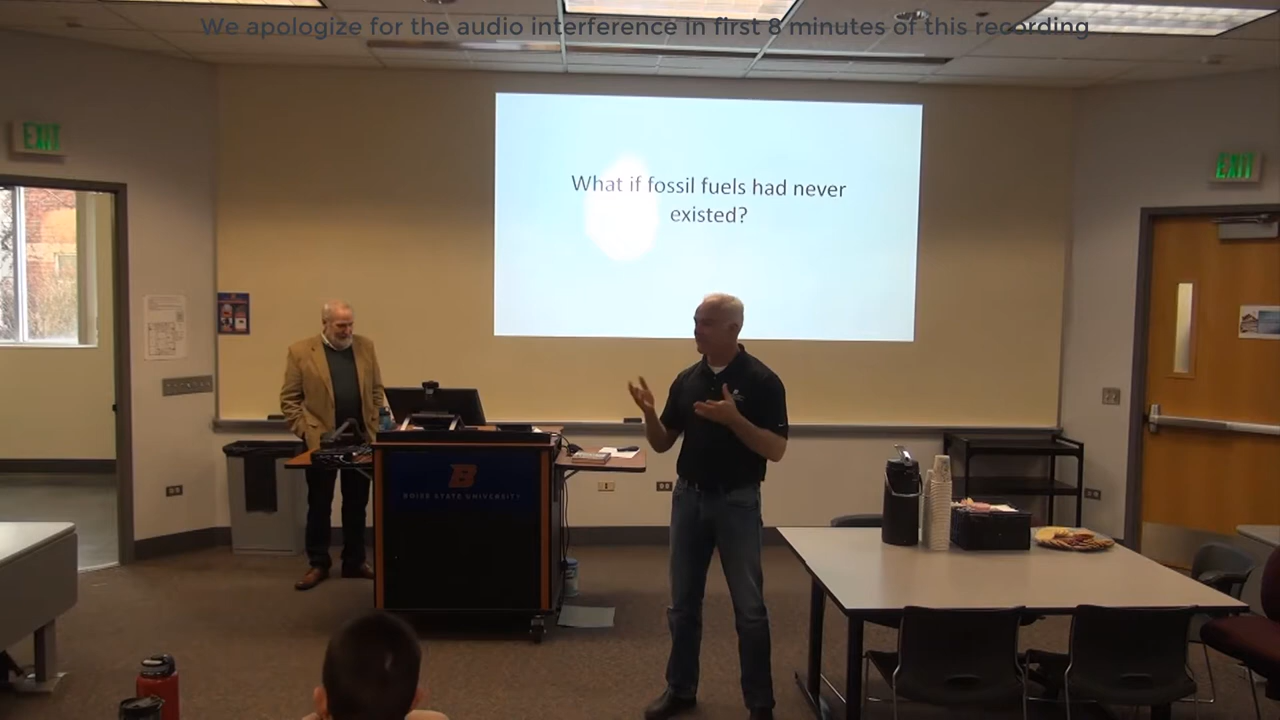 We apologize for the audio interference in first 8 minutes of this recording
EXIT
EXIT
What if fossil fuels had never
existed?
B
BOISE STATE UNIVERSITY